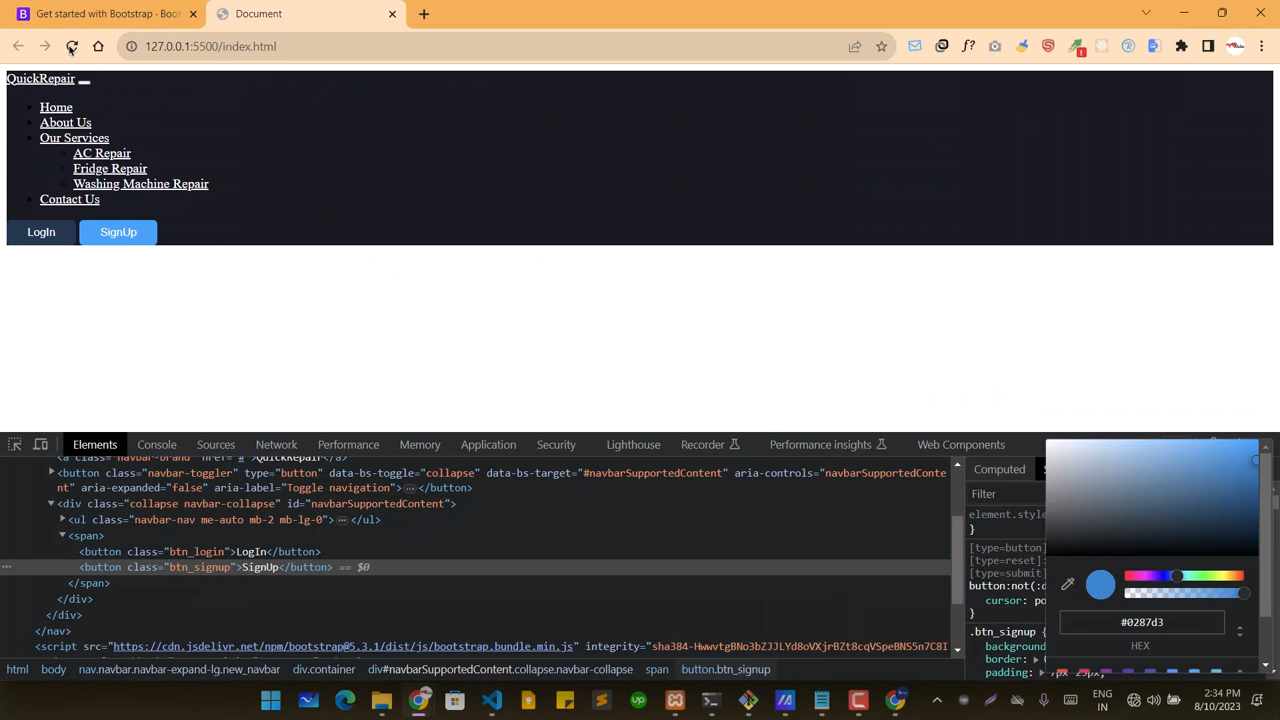 Get started with Bootstrap · Boot
Document
127.0.0.1:5500/index.html
QuickRepair
Home
About Us
Our Services
AC Repair
Fridge Repair
Washing Machine Repair
Contact Us
LogIn
SignUp
Elements
Console
Sources
Network
Performance
Memory
Application
Security
Lighthouse
Recorder
Performance insights
Web Components
<a class="navbar-brand" href="#">QuickRepair</a>
<button class="navbar-toggler" type="button" data-bs-toggle="collapse" data-bs-target="#navbarSupportedContent" aria-controls="navbarSupportedConte
nt" aria-expanded="false" aria-label="Toggle navigation"> … </button>
<div class="collapse navbar-collapse" id="navbarSupportedContent">
<ul class="navbar-nav me-auto mb-2 mb-lg-0"> … </ul>
<span>
<button class="btn_login">LogIn</button>
<button class="btn_signup">SignUp</button> == $0
</span>
</div>
</div>
</nav>
<script src="https://cdn.jsdelivr.net/npm/bootstrap@5.3.1/dist/js/bootstrap.bundle.min.js" integrity="sha384-HwwvtgBNo3bZJJLYd8oVXjrBZt8cqVSpeBNS5n7C8I
html
body
nav.navbar.navbar-expand-lg.new_navbar
div.container
div#navbarSupportedContent.collapse.navbar-collapse
span
button.btn_signup
Computed
S
Filter
element.style
}
[type=button]
[type=reset]:
[type=submit]
button:not(:d
cursor: po
}
.btn_signup {
background
border:
padding: 7px 25px;
#0287d3
HEX
ENG
IN
2:34 PM
8/10/2023